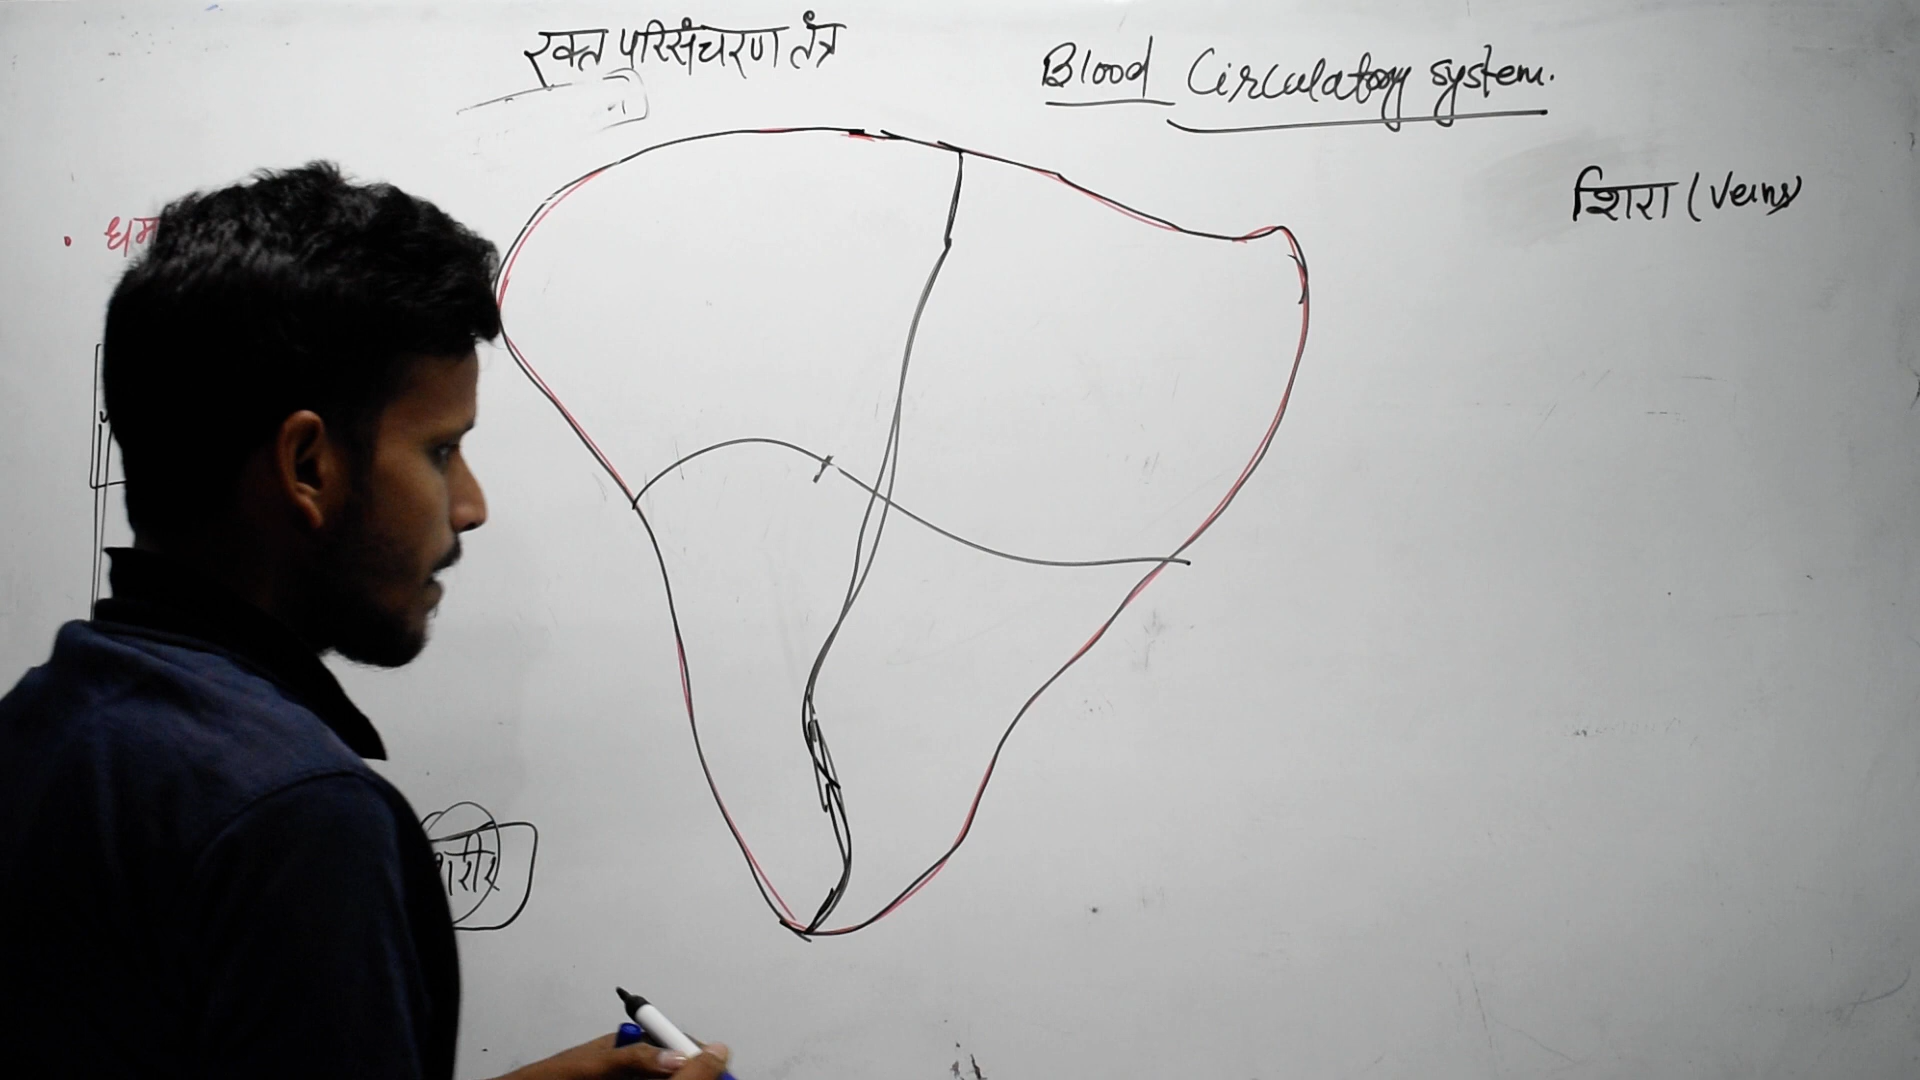 रक्त परिसंचरण तंत्र
Blood Circulatory system.
शिरा (Veins)